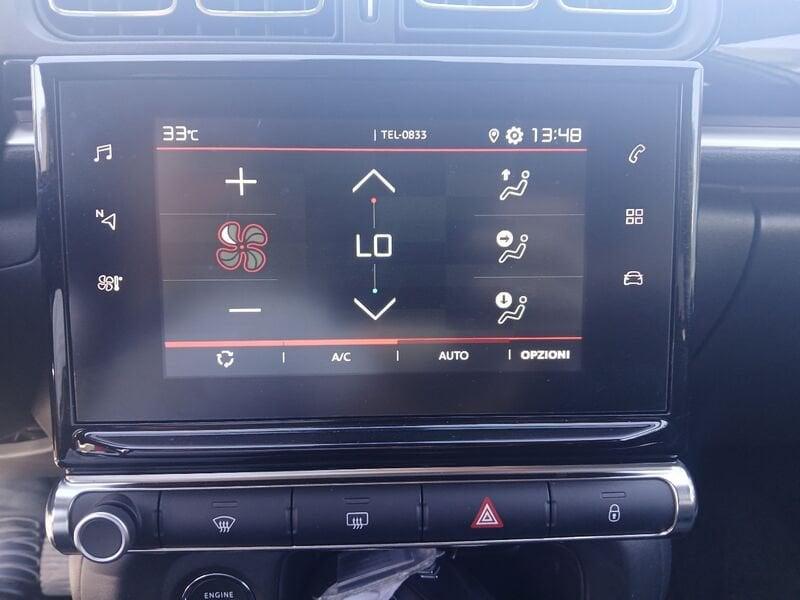 33°C | TEL-0833 13:48
N
LO
A/C | AUTO | OPZIONI
ENGINE